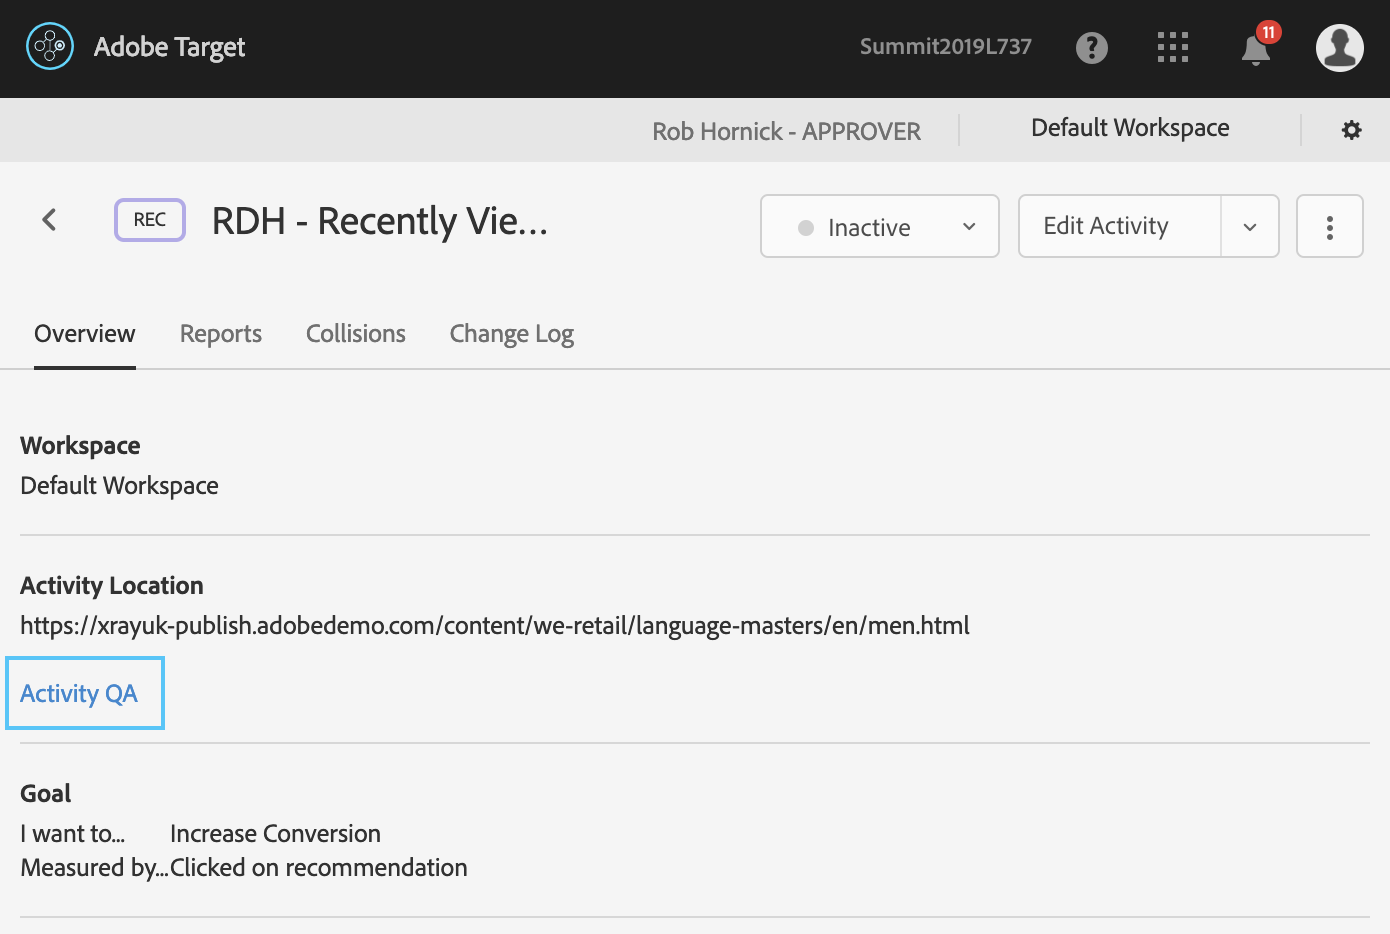 Adobe Target
Summit2019L737
11
Rob Hornick - APPROVER
Default Workspace
REC
RDH - Recently Vie...
Inactive
Edit Activity
Overview
Reports
Collisions
Change Log
Workspace
Default Workspace
Activity Location
https://xrayuk-publish.adobedemo.com/content/we-retail/language-masters/en/men.html
Activity QA
Goal
I want to... Increase Conversion
Measured by... Clicked on recommendation